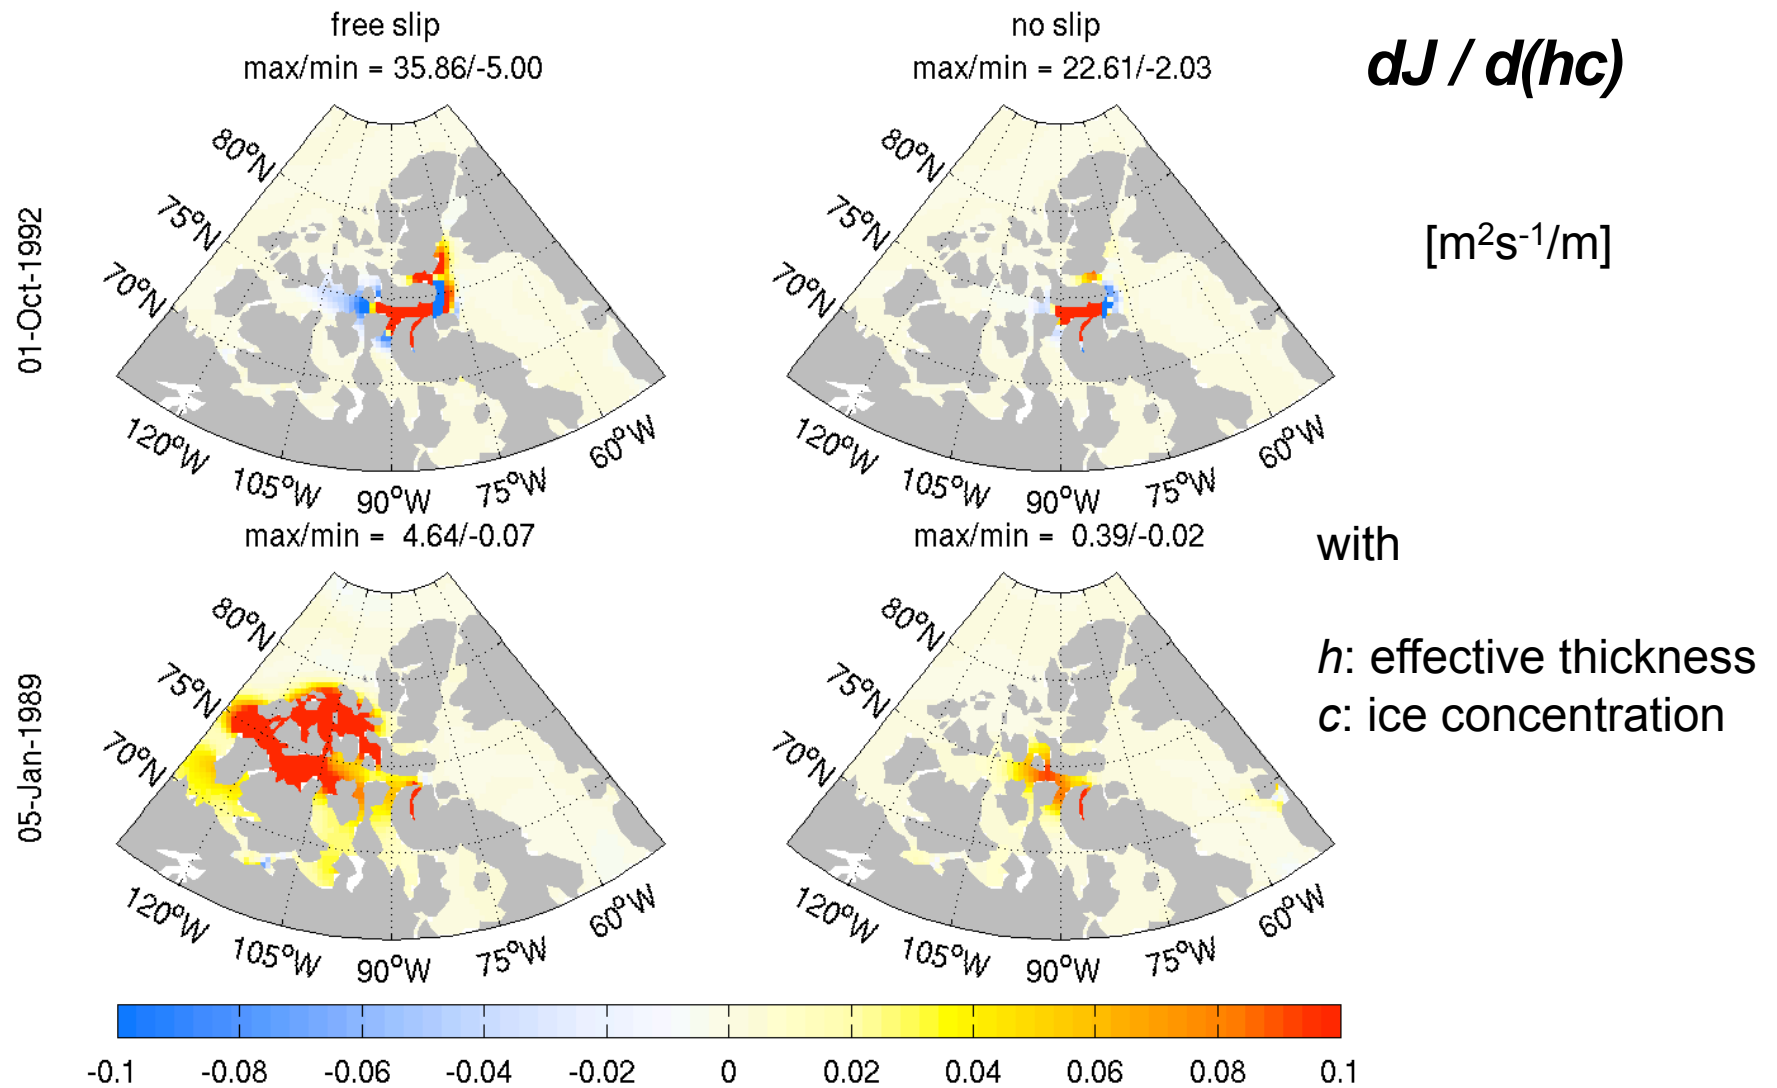 free slip
max/min = 35.86/-5.00
no slip
max/min = 22.61/-2.03
dJ / d(hc)
[m²s⁻¹/m]
01-Oct-1992
80°N
75°N
70°N
120°W
105°W
90°W
75°W
60°W
80°N
75°N
70°N
120°W
105°W
90°W
75°W
60°W
max/min = 4.64/-0.07
max/min = 0.39/-0.02
with
h: effective thickness
c: ice concentration
05-Jan-1989
80°N
75°N
70°N
120°W
105°W
90°W
75°W
60°W
80°N
75°N
70°N
120°W
105°W
90°W
75°W
60°W
-0.1 -0.08 -0.06 -0.04 -0.02 0 0.02 0.04 0.06 0.08 0.1